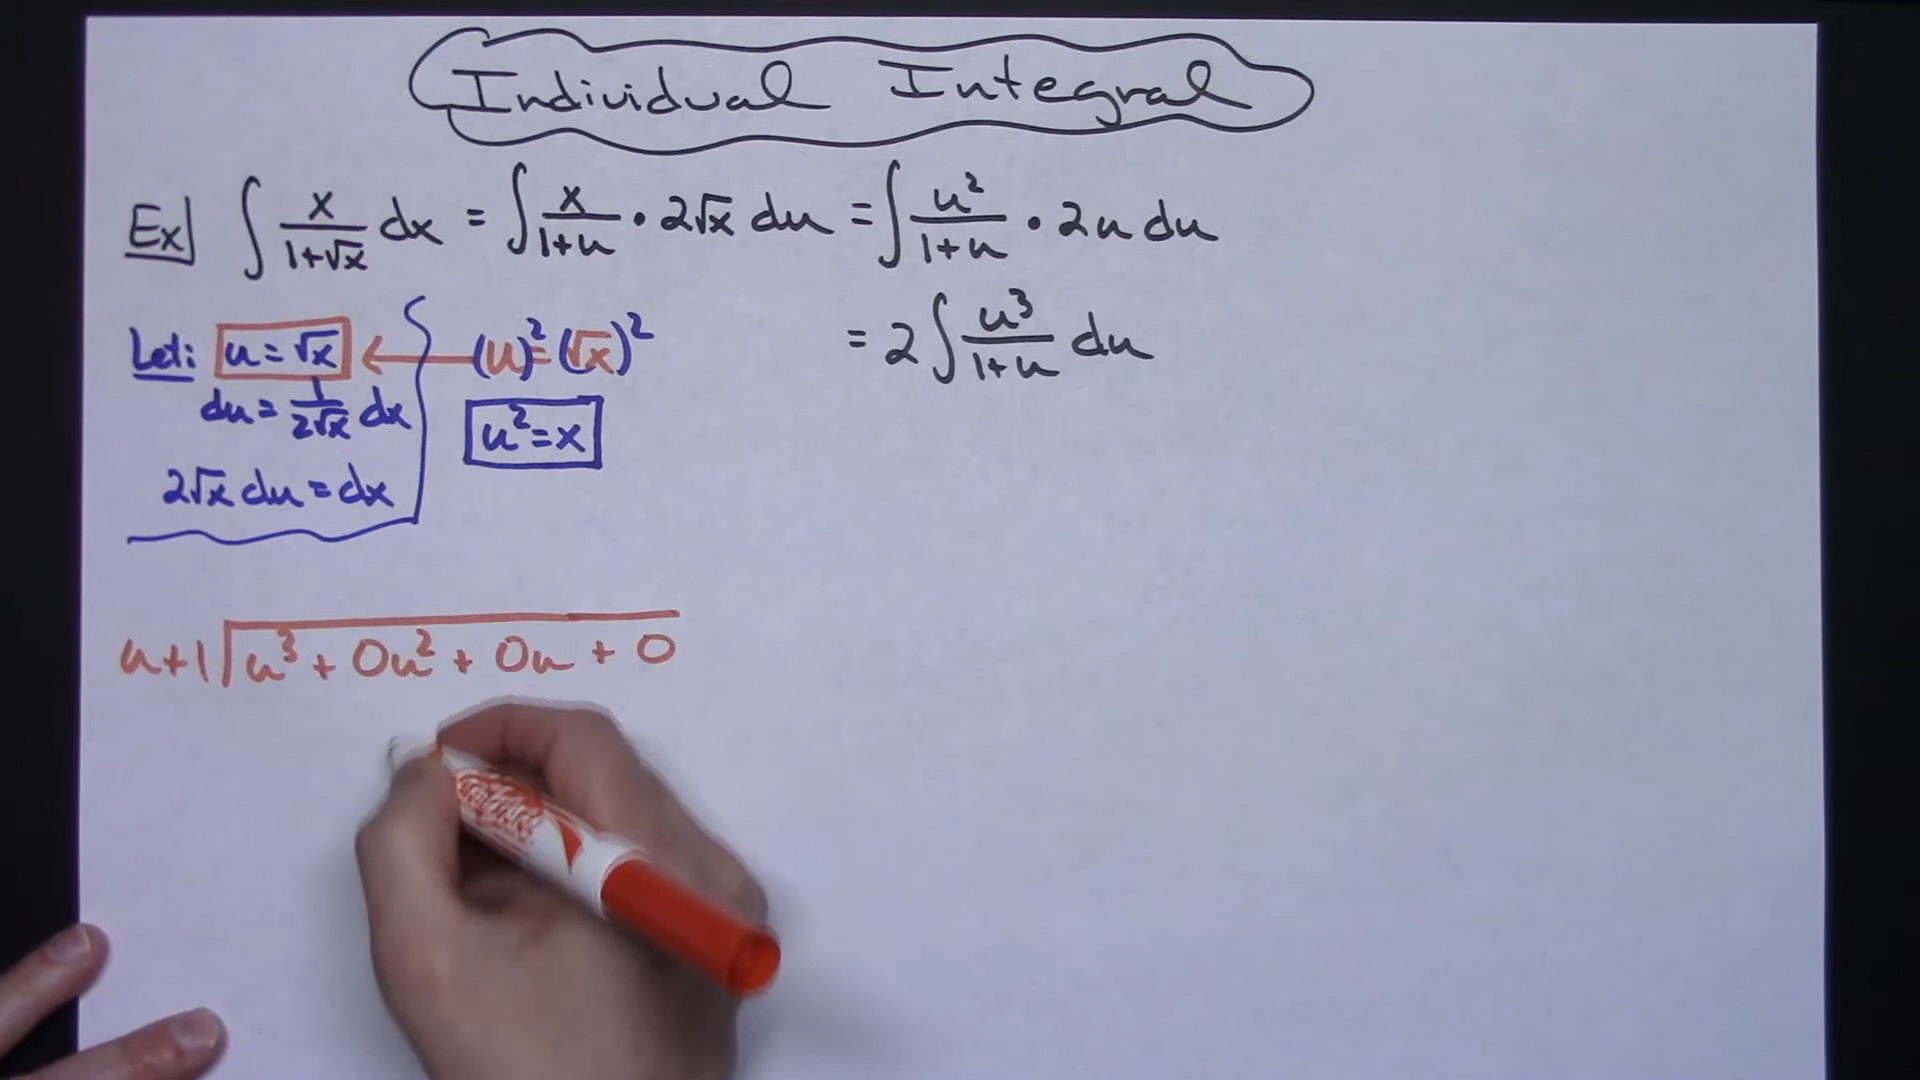 Individual Integral
Ex] ∫ x/(1+√x) dx = ∫ x/(1+u) · 2√x du = ∫ u²/(1+u) · 2u du
= 2 ∫ u³/(1+u) du
Let: u = √x ← (u)² = (√x)²
du = 1/(2√x) dx
u² = x
2√x du = dx
u+1 | u³ + 0u² + 0u + 0